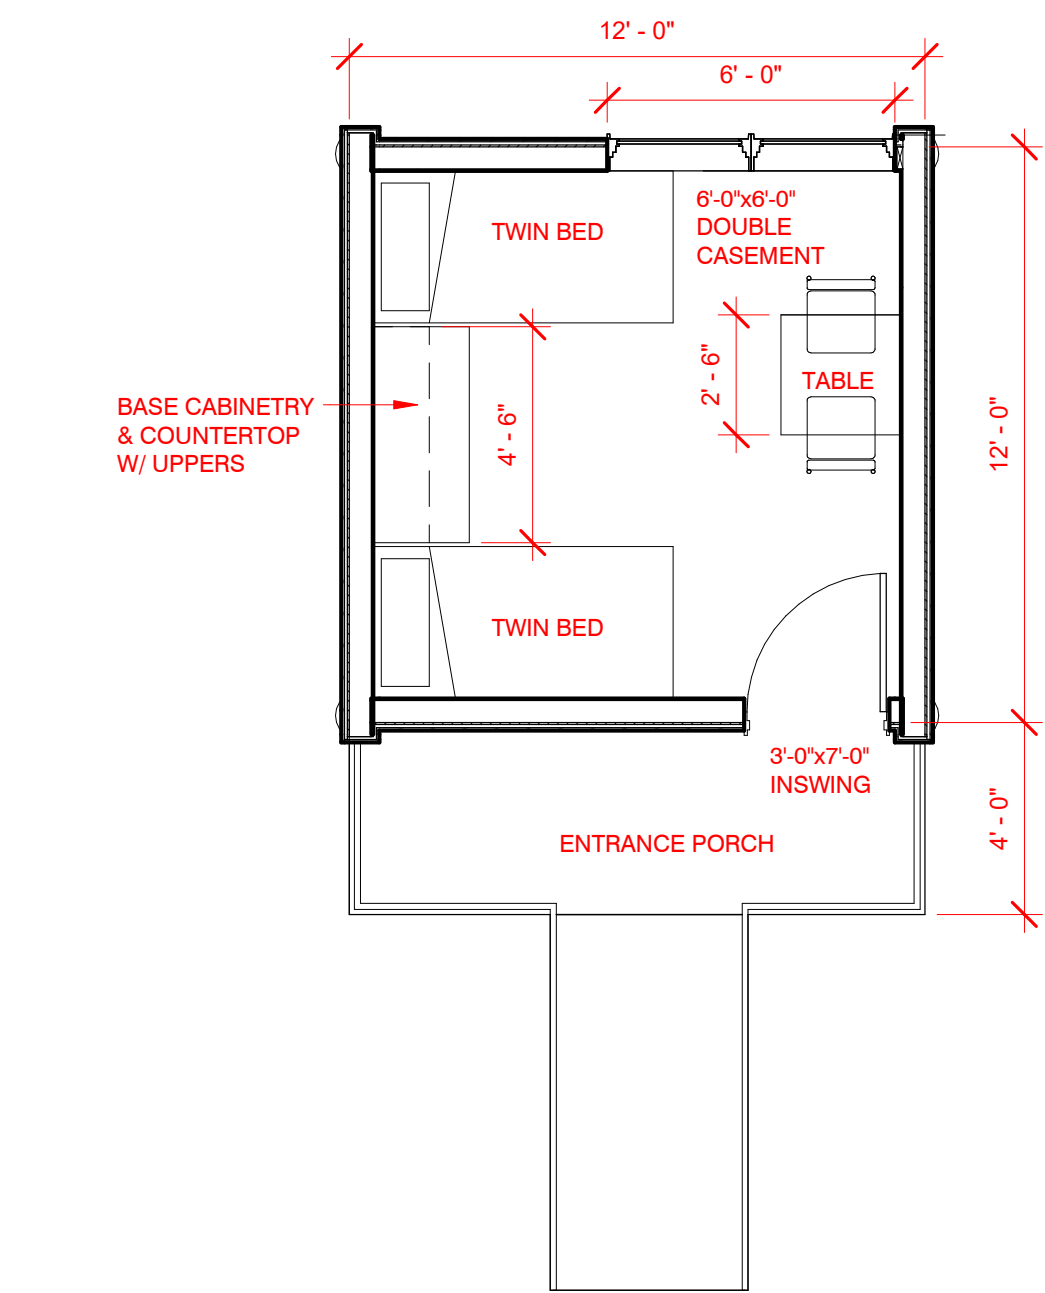 12' - 0"
6' - 0"
6'-0"x6'-0"
DOUBLE
CASEMENT
TWIN BED
2' - 6"
TABLE
BASE CABINETRY
& COUNTERTOP
W/ UPPERS
4' - 6"
12' - 0"
TWIN BED
3'-0"x7'-0"
INSWING
4' - 0"
ENTRANCE PORCH